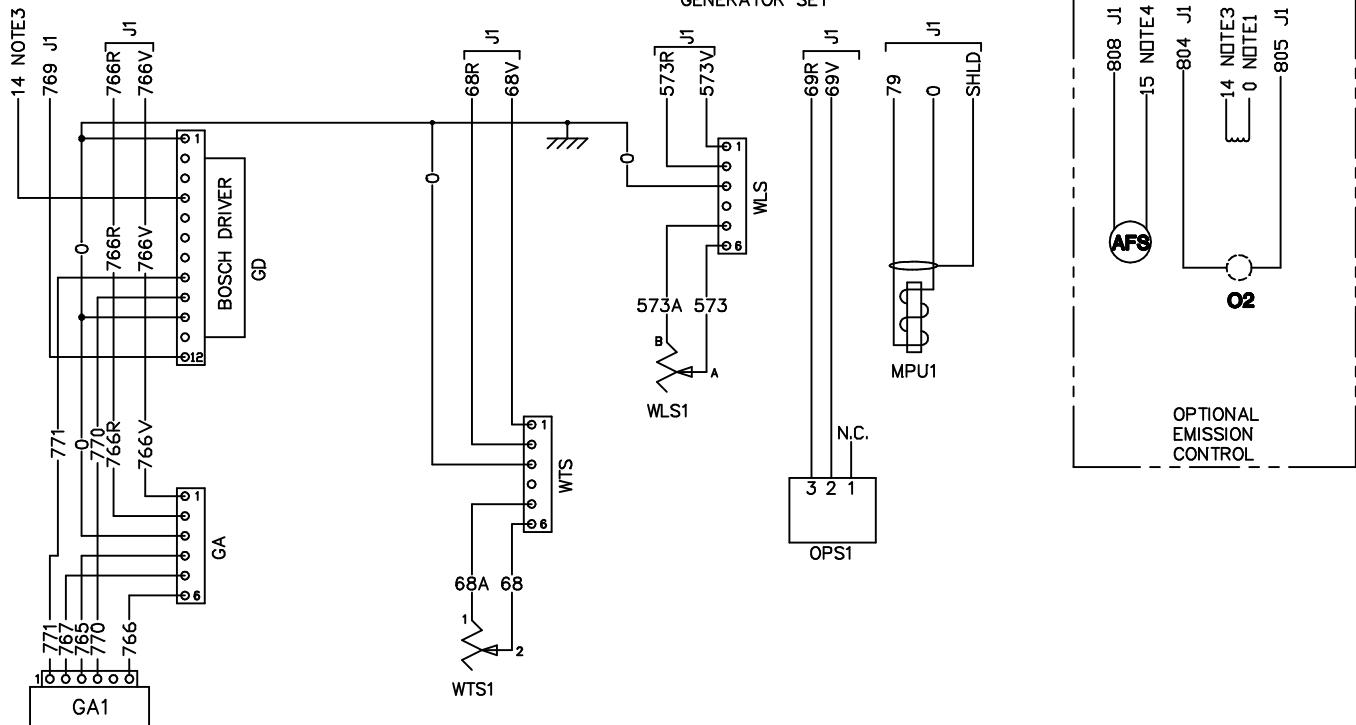 GENERATOR SET
14 NOTE3
769 J1
J1
766R
766V
J1
68R
68V
J1
573R
573V
J1
69R
69V
J1
79
0
SHLD
808 J1
15 NOTE4
804 J1
14 NOTE3
0 NOTE1
805 J1
1
BOSCH DRIVER
GD
12
0
766R
766V
0
0
1
WLS
6
573A
573
B
A
WLS1
MPU1
AFS
O2
OPTIONAL
EMISSION
CONTROL
771
0
770
766R
766V
1
WTS
6
N.C.
3 2 1
OPS1
1
GA
6
68A
68
1
2
WTS1
771
767
765
770
766
1
GA1